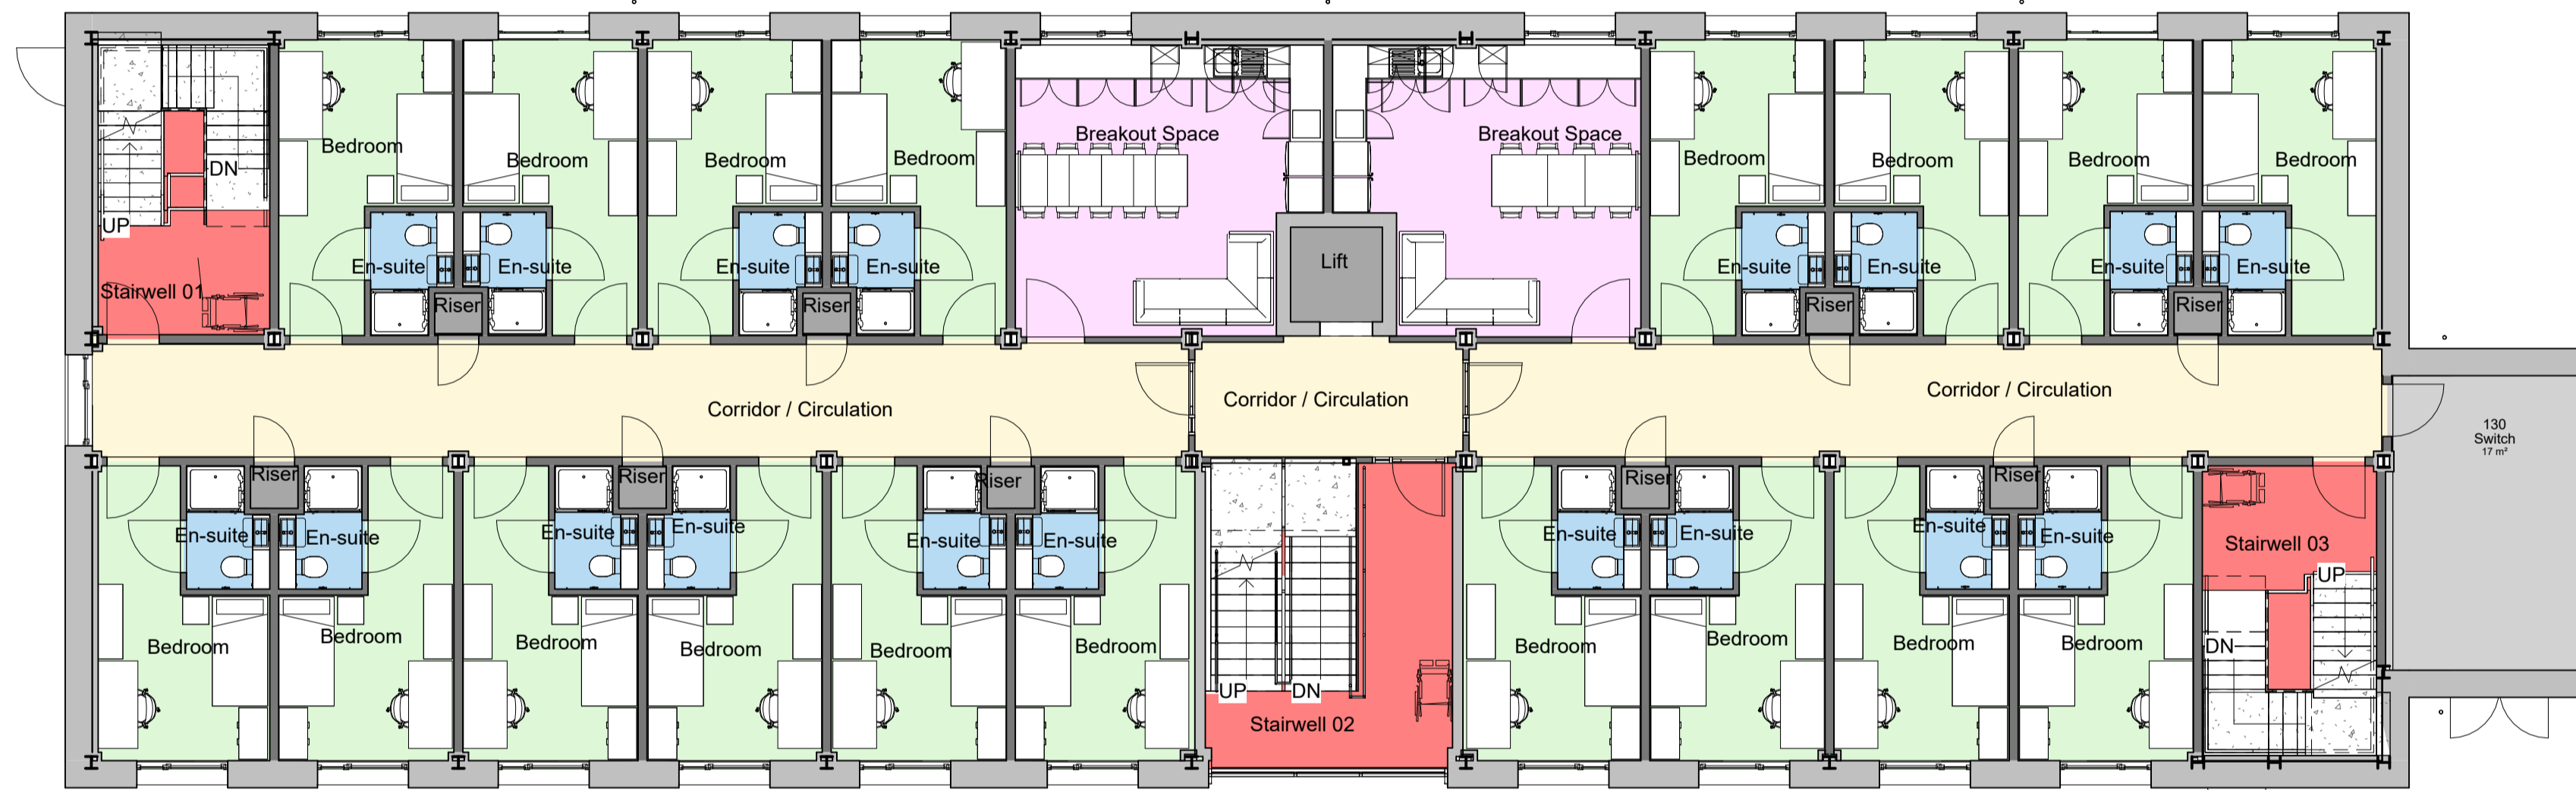 Breakout Space
Breakout Space
Bedroom
Bedroom
Bedroom
Bedroom
Bedroom
Bedroom
Bedroom
Bedroom
DN
UP
Lift
En-suite
En-suite
En-suite
En-suite
En-suite
En-suite
En-suite
En-suite
Stairwell 01
Riser
Riser
Riser
Riser
Corridor / Circulation
Corridor / Circulation
Corridor / Circulation
130
Switch
17 m²
Riser
Riser
Riser
Riser
Riser
En-suite
En-suite
En-suite
En-suite
En-suite
En-suite
En-suite
En-suite
En-suite
En-suite
Stairwell 03
UP
Bedroom
Bedroom
Bedroom
Bedroom
Bedroom
Bedroom
Bedroom
Bedroom
Bedroom
Bedroom
DN
UP
DN
Stairwell 02